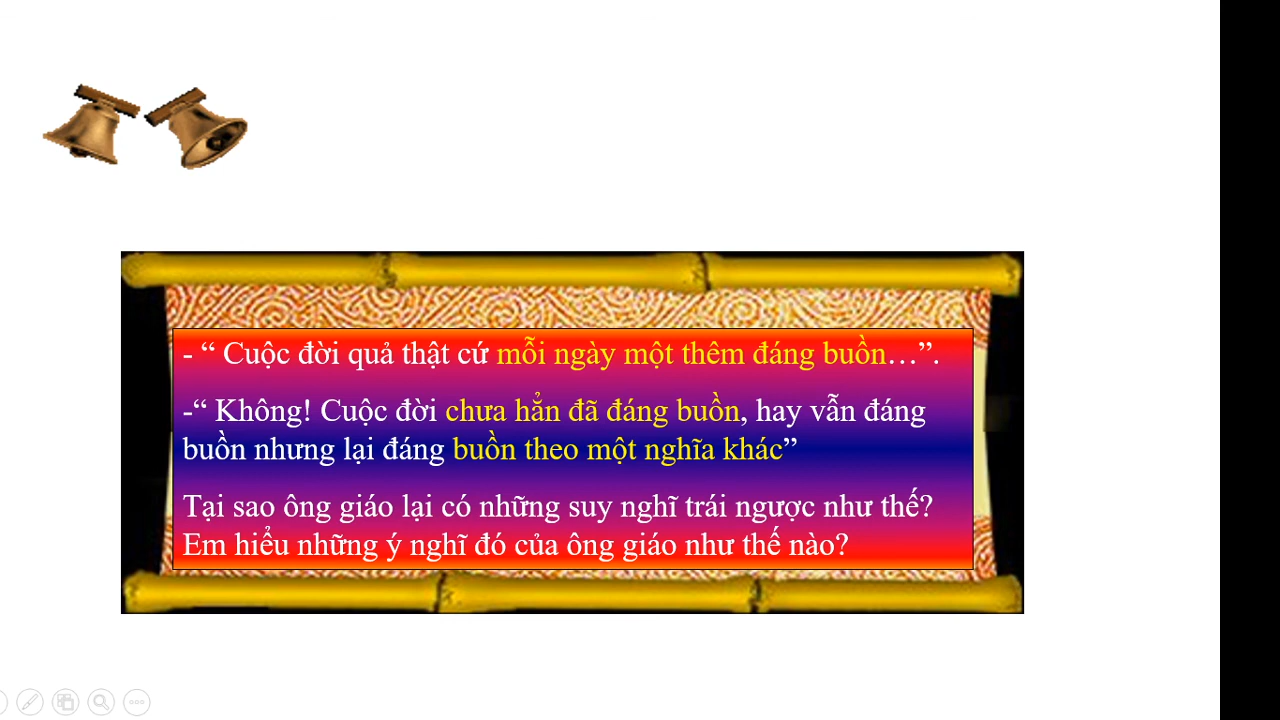 - “ Cuộc đời quả thật cứ mỗi ngày một thêm đáng buồn…”.
-“ Không! Cuộc đời chưa hẳn đã đáng buồn, hay vẫn đáng
buồn nhưng lại đáng buồn theo một nghĩa khác”
Tại sao ông giáo lại có những suy nghĩ trái ngược như thế?
Em hiểu những ý nghĩ đó của ông giáo như thế nào?